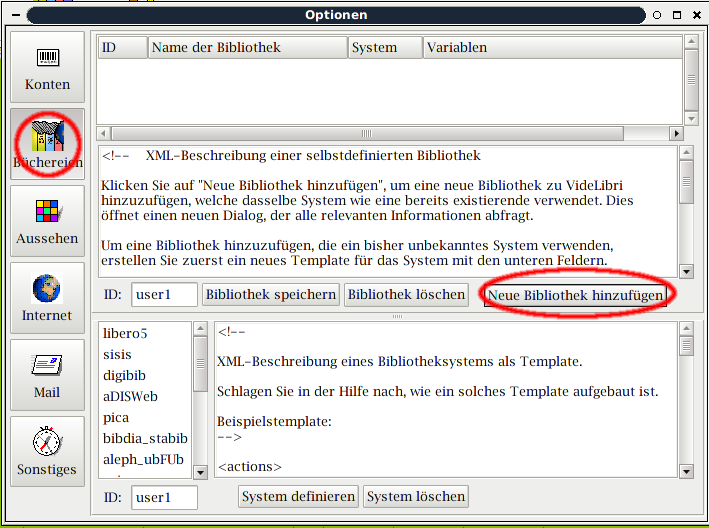 Optionen
Konten
Büchereien
Aussehen
Internet
Mail
Sonstiges
ID Name der Bibliothek System Variablen
<!-- XML-Beschreibung einer selbstdefinierten Bibliothek
Klicken Sie auf "Neue Bibliothek hinzufügen", um eine neue Bibliothek zu VideLibri
hinzuzufügen, welche dasselbe System wie eine bereits existierende verwendet. Dies
öffnet einen neuen Dialog, der alle relevanten Informationen abfragt.
Um eine Bibliothek hinzuzufügen, die ein bisher unbekanntes System verwenden,
erstellen Sie zuerst ein neues Template für das System mit den unteren Feldern.
ID: user1 Bibliothek speichern Bibliothek löschen Neue Bibliothek hinzufügen
libero5
sisis
digibib
aDISWeb
pica
bibdia_stabib
aleph_ubFUb
<!--
XML-Beschreibung eines Bibliotheksystems als Template.
Schlagen Sie in der Hilfe nach, wie ein solches Template aufgebaut ist.
Beispielstemplate:
-->
<actions>
ID: user1 System definieren System löschen